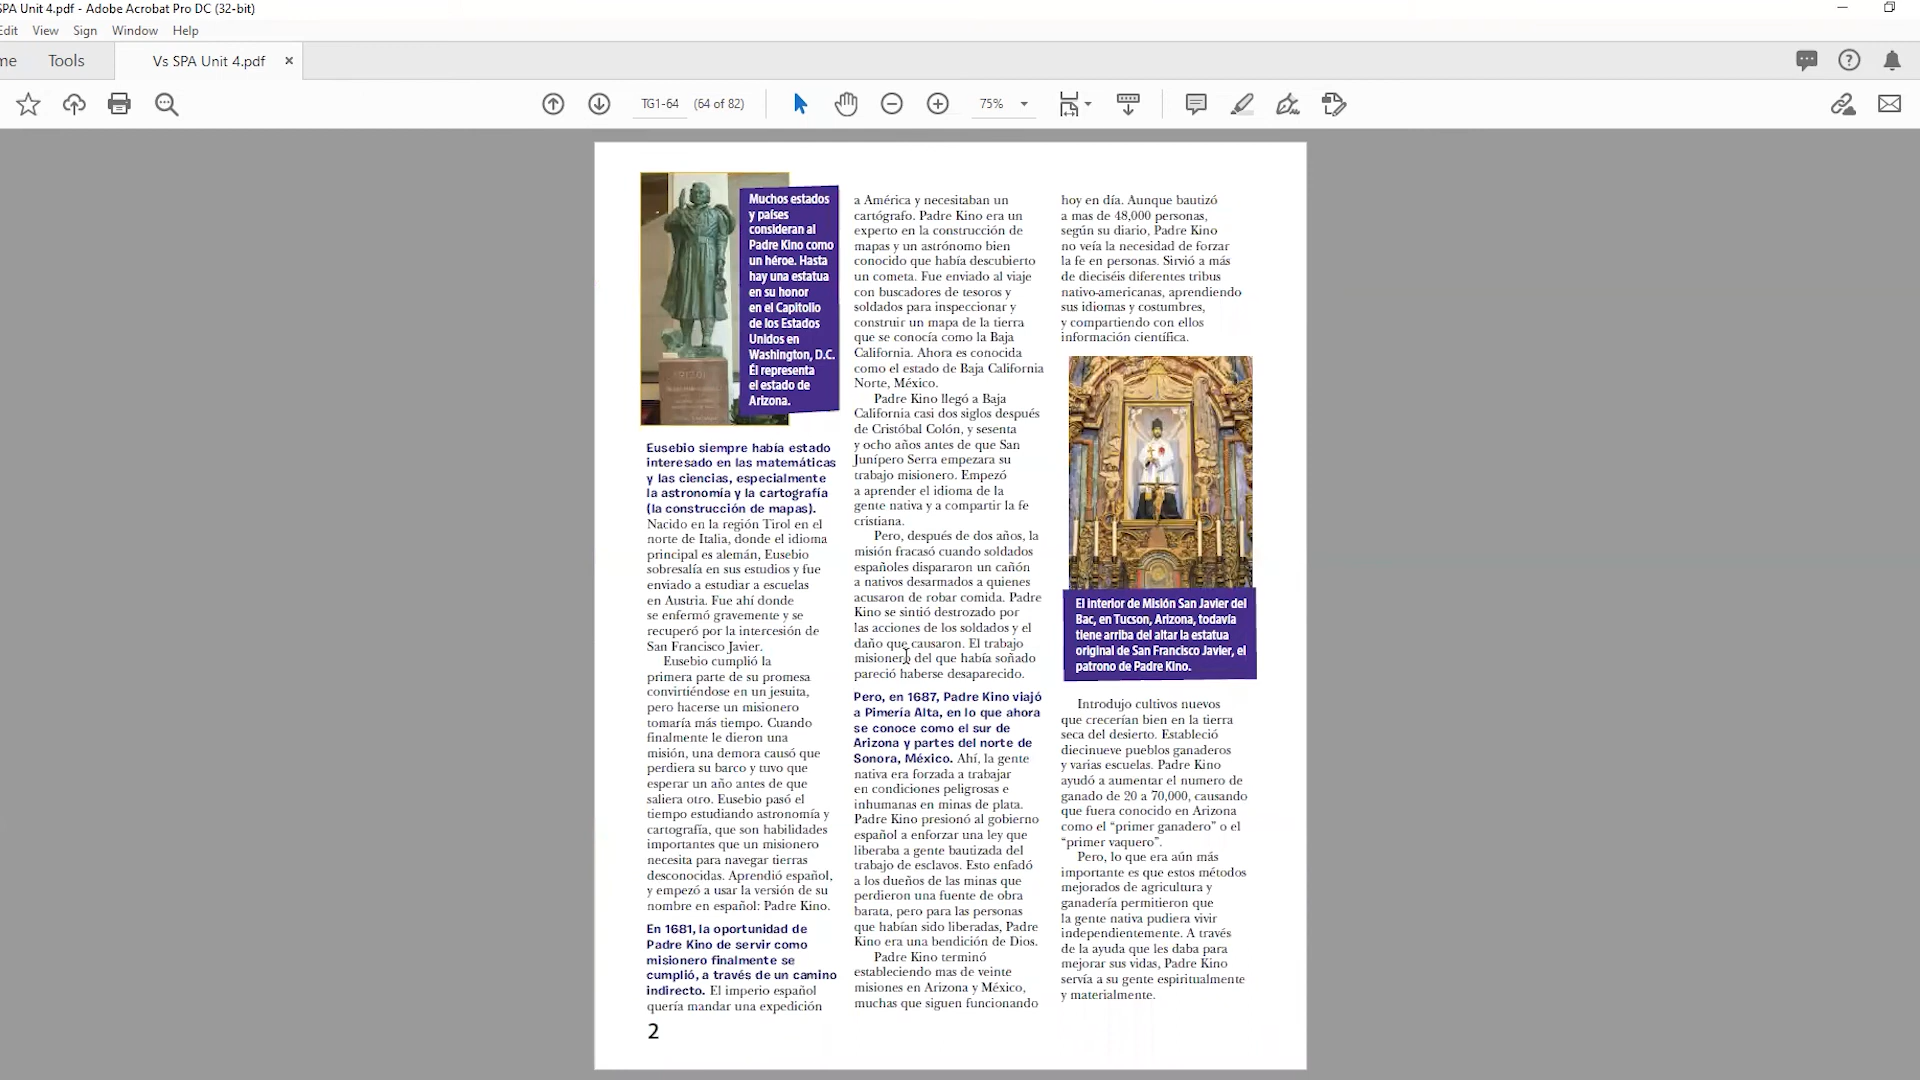 SPA Unit 4.pdf - Adobe Acrobat Pro DC (32-bit)
Edit View Sign Window Help
me Tools Vs SPA Unit 4.pdf ×
TG1-64 (64 of 82) 75%
Muchos estados
y países
consideran al
Padre Kino como
un héroe. Hasta
hay una estatua
en su honor
en el Capitolio
de los Estados
Unidos en
Washington, D.C.
Él representa
el estado de
Arizona.
Eusebio siempre había estado
interesado en las matemáticas
y las ciencias, especialmente
la astronomía y la cartografía
(la construcción de mapas).
Nacido en la región Tirol en el
norte de Italia, donde el idioma
principal es alemán, Eusebio
sobresalía en sus estudios y fue
enviado a estudiar a escuelas
en Austria. Fue ahí donde
se enfermó gravemente y se
recuperó por la intercesión de
San Francisco Javier.
Eusebio cumplió la
primera parte de su promesa
convirtiéndose en un jesuita,
pero hacerse un misionero
tomaría más tiempo. Cuando
finalmente le dieron una
misión, una demora causó que
perdiera su barco y tuvo que
esperar un año antes de que
saliera otro. Eusebio pasó el
tiempo estudiando astronomía y
cartografía, que son habilidades
importantes que un misionero
necesita para navegar tierras
desconocidas. Aprendió español,
y empezó a usar la versión de su
nombre en español: Padre Kino.
En 1681, la oportunidad de
Padre Kino de servir como
misionero finalmente se
cumplió, a través de un camino
indirecto. El imperio español
quería mandar una expedición
2
a América y necesitaban un
cartógrafo. Padre Kino era un
experto en la construcción de
mapas y un astrónomo bien
conocido que había descubierto
un cometa. Fue enviado al viaje
con buscadores de tesoros y
soldados para inspeccionar y
construir un mapa de la tierra
que se conocía como la Baja
California. Ahora es conocida
como el estado de Baja California
Norte, México.
Padre Kino llegó a Baja
California casi dos siglos después
de Cristóbal Colón, y sesenta
y ocho años antes de que San
Junípero Serra empezara su
trabajo misionero. Empezó
a aprender el idioma de la
gente nativa y a compartir la fe
cristiana.
Pero, después de dos años, la
misión fracasó cuando soldados
españoles dispararon un cañón
a nativos desarmados a quienes
acusaron de robar comida. Padre
Kino se sintió destrozado por
las acciones de los soldados y el
daño que causaron. El trabajo
misionero del que había soñado
pareció haberse desaparecido.
Pero, en 1687, Padre Kino viajó
a Pimería Alta, en lo que ahora
se conoce como el sur de
Arizona y partes del norte de
Sonora, México. Ahí, la gente
nativa era forzada a trabajar
en condiciones peligrosas e
inhumanas en minas de plata.
Padre Kino presionó al gobierno
español a enforzar una ley que
liberaba a gente bautizada del
trabajo de esclavos. Esto enfadó
a los dueños de las minas que
perdieron una fuente de obra
barata, pero para las personas
que habían sido liberadas, Padre
Kino era una bendición de Dios.
Padre Kino terminó
estableciendo mas de veinte
misiones en Arizona y México,
muchas que siguen funcionando
hoy en día. Aunque bautizó
a mas de 48,000 personas,
según su diario, Padre Kino
no veía la necesidad de forzar
la fe en personas. Sirvió a más
de dieciséis diferentes tribus
nativo-americanas, aprendiendo
sus idiomas y costumbres,
y compartiendo con ellos
información científica.
El interior de Misión San Javier del
Bac, en Tucson, Arizona, todavía
tiene arriba del altar la estatua
original de San Francisco Javier, el
patrono de Padre Kino.
Introdujo cultivos nuevos
que crecerían bien en la tierra
seca del desierto. Estableció
diecinueve pueblos ganaderos
y varias escuelas. Padre Kino
ayudó a aumentar el numero de
ganado de 20 a 70,000, causando
que fuera conocido en Arizona
como el “primer ganadero” o el
“primer vaquero”.
Pero, lo que era aún más
importante es que estos métodos
mejorados de agricultura y
ganadería permitieron que
la gente nativa pudiera vivir
independientemente. A través
de la ayuda que les daba para
mejorar sus vidas, Padre Kino
servía a su gente espiritualmente
y materialmente.